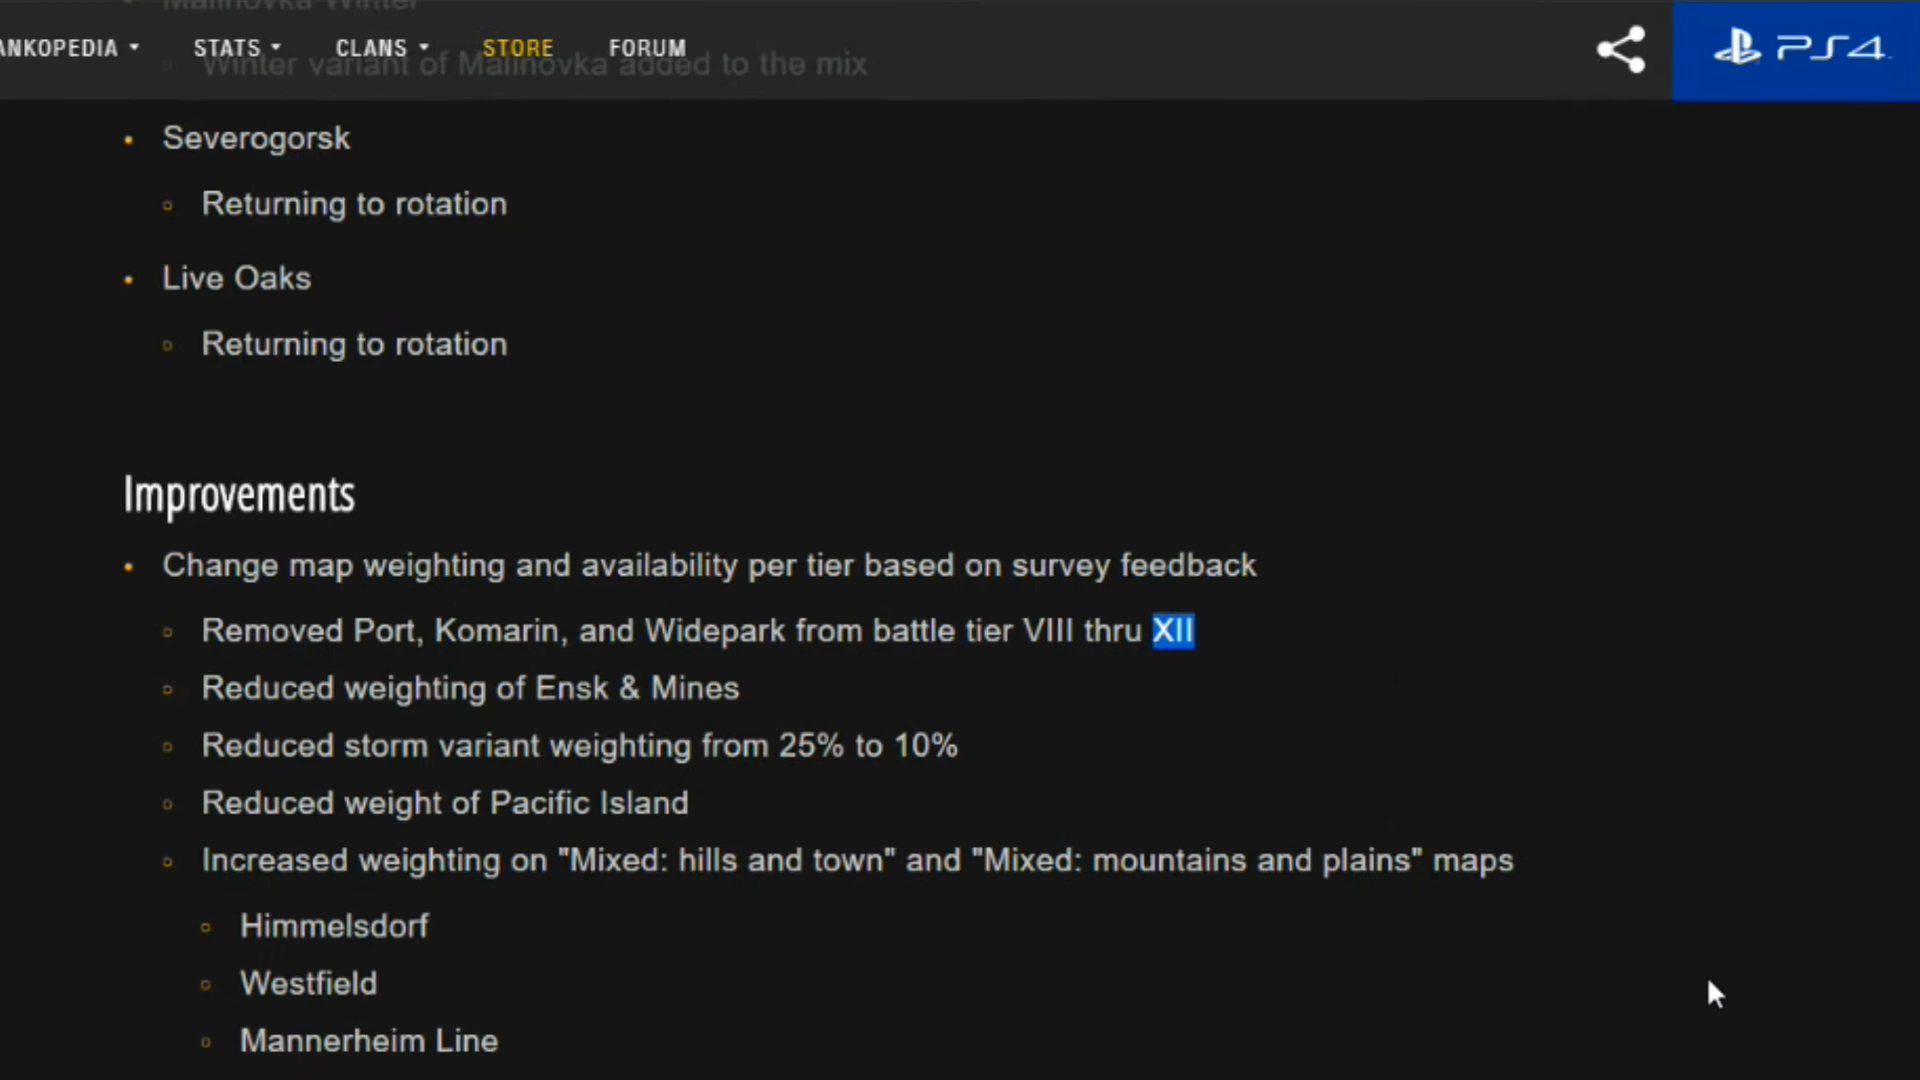 Malinovka Winter
ANKOPEDIA STATS CLANS STORE FORUM PS4
Winter variant of Malinovka added to the mix
Severogorsk
Returning to rotation
Live Oaks
Returning to rotation
Improvements
Change map weighting and availability per tier based on survey feedback
Removed Port, Komarin, and Widepark from battle tier VIII thru XII
Reduced weighting of Ensk & Mines
Reduced storm variant weighting from 25% to 10%
Reduced weight of Pacific Island
Increased weighting on "Mixed: hills and town" and "Mixed: mountains and plains" maps
Himmelsdorf
Westfield
Mannerheim Line